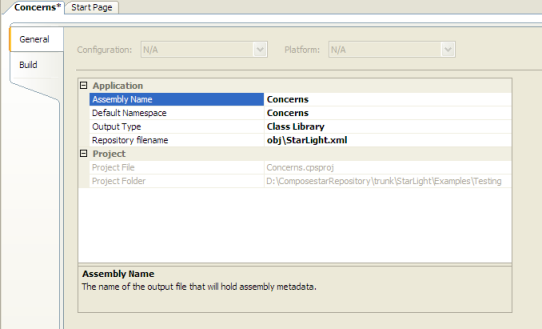 Concerns* Start Page
General
Build
Configuration: N/A Platform: N/A
Application
Assembly Name Concerns
Default Namespace Concerns
Output Type Class Library
Repository filename obj\StarLight.xml
Project
Project File Concerns.cpsproj
Project Folder D:\ComposestarRepository\trunk\StarLight\Examples\Testing
Assembly Name
The name of the output file that will hold assembly metadata.